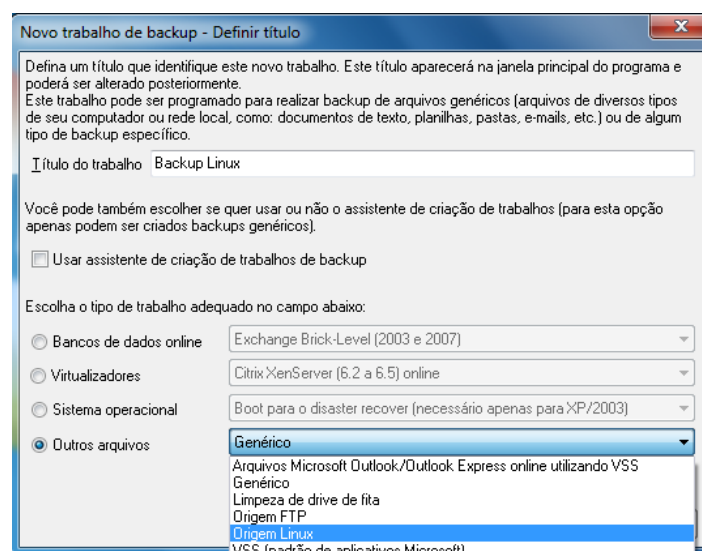 Novo trabalho de backup - Definir título
Defina um título que identifique este novo trabalho. Este título aparecerá na janela principal do programa e
poderá ser alterado posteriormente.
Este trabalho pode ser programado para realizar backup de arquivos genéricos (arquivos de diversos tipos
de seu computador ou rede local, como: documentos de texto, planilhas, pastas, e-mails, etc.) ou de algum
tipo de backup específico.
Título do trabalho Backup Linux
Você pode também escolher se quer usar ou não o assistente de criação de trabalhos (para esta opção
apenas podem ser criados backups genéricos).
Usar assistente de criação de trabalhos de backup
Escolha o tipo de trabalho adequado no campo abaixo:
Bancos de dados online Exchange Brick-Level (2003 e 2007)
Virtualizadores Citrix XenServer (6.2 a 6.5) online
Sistema operacional Boot para o disaster recover (necessário apenas para XP/2003)
Outros arquivos Genérico
Arquivos Microsoft Outlook/Outlook Express online utilizando VSS
Genérico
Limpeza de drive de fita
Origem FTP
Origem Linux
VSS (padrão de aplicativos Microsoft)